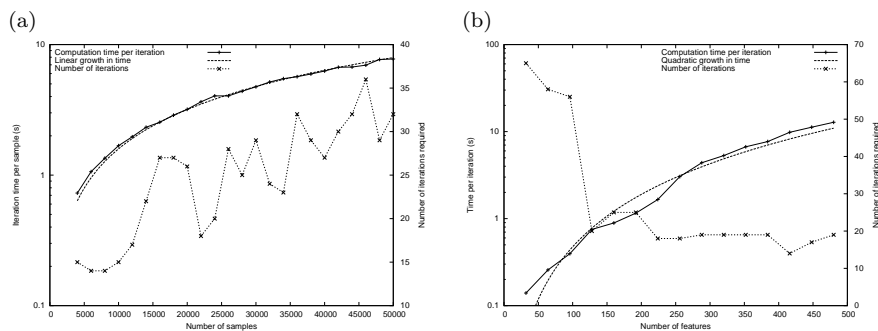 (a)
Computation time per iteration
Linear growth in time
Number of iterations
10
1
0.1
Iteration time per sample (s)
40
35
30
25
20
15
10
Number of iterations required
0 5000 10000 15000 20000 25000 30000 35000 40000 45000 50000
Number of samples
(b)
Computation time per iteration
Quadratic growth in time
Number of iterations
100
10
1
0.1
Time per iteration (s)
70
60
50
40
30
20
10
0
Number of iterations required
0 50 100 150 200 250 300 350 400 450 500
Number of features